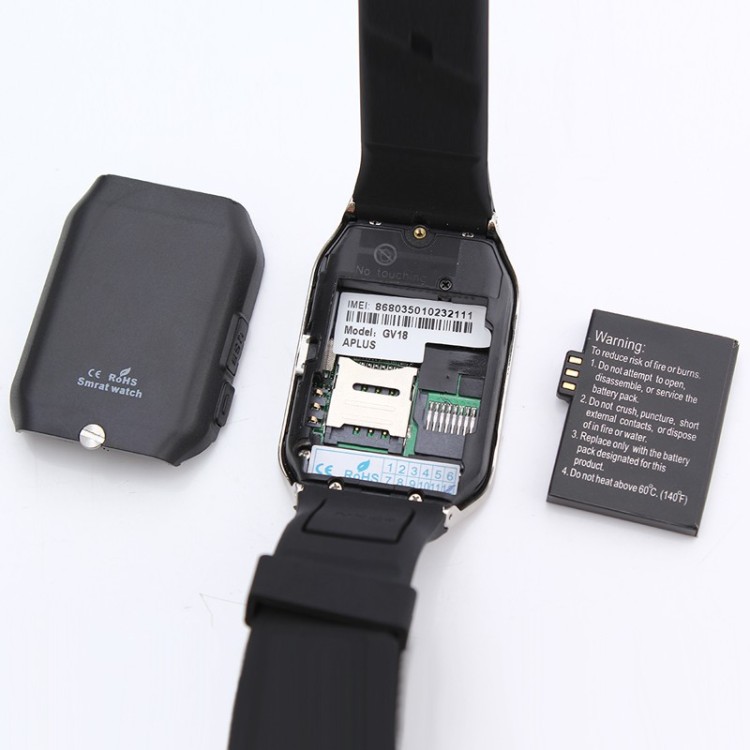 CE RoHS
Smrat watch
USB
No touching
IMEI: 868035010232111
Model: GV18
APLUS
CE RoHS
1 2 3 4 5 6
7 8 9 10 11
Warning:
To reduce risk of fire or burns.
1. Do not attempt to open,
disassemble, or service the
battery pack.
2. Do not crush, puncture, short
external contacts, or dispose
of in fire or water.
3. Replace only with the battery
pack designated for this
product.
4. Do not heat above 60°C. (140°F)